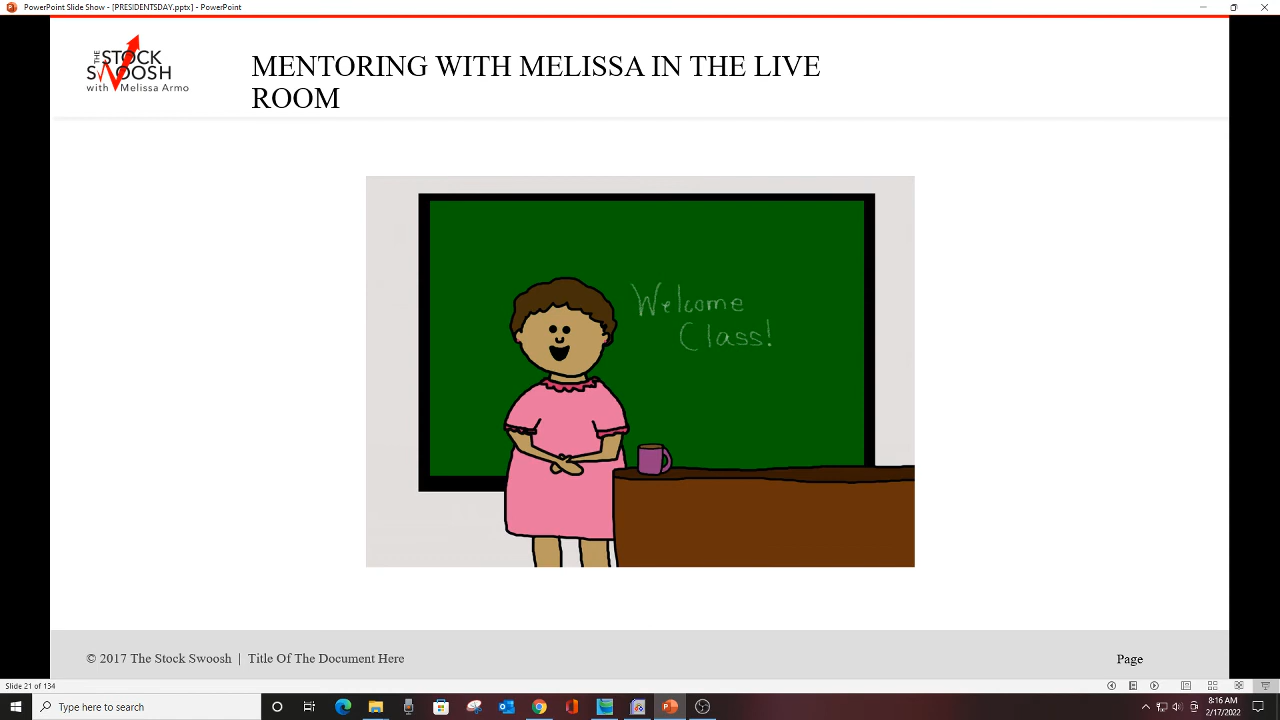 PowerPoint Slide Show - [PRESIDENTSDAY.pptx] - PowerPoint
THE
STOCK
SWOOSH
with Melissa Armo
MENTORING WITH MELISSA IN THE LIVE
ROOM
Welcome
Class!
© 2017 The Stock Swoosh | Title Of The Document Here
Page
Slide 21 of 134
Type here to search
8:16 AM
2/17/2022